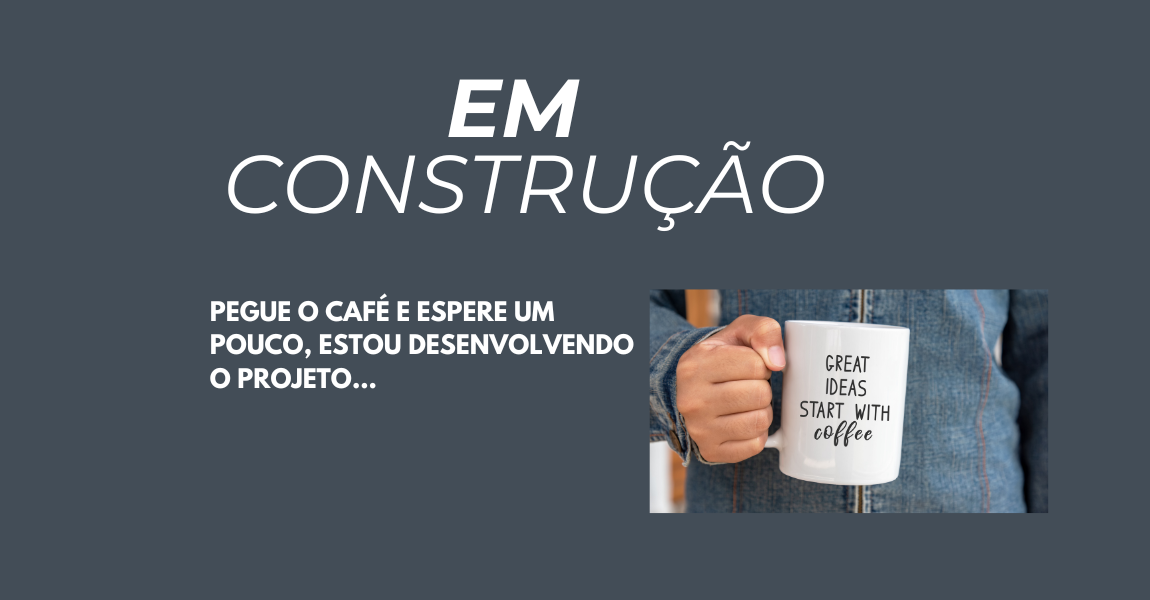 EM
CONSTRUÇÃO
PEGUE O CAFÉ E ESPERE UM
POUCO, ESTOU DESENVOLVENDO
O PROJETO...
GREAT
IDEAS
START WITH
coffee